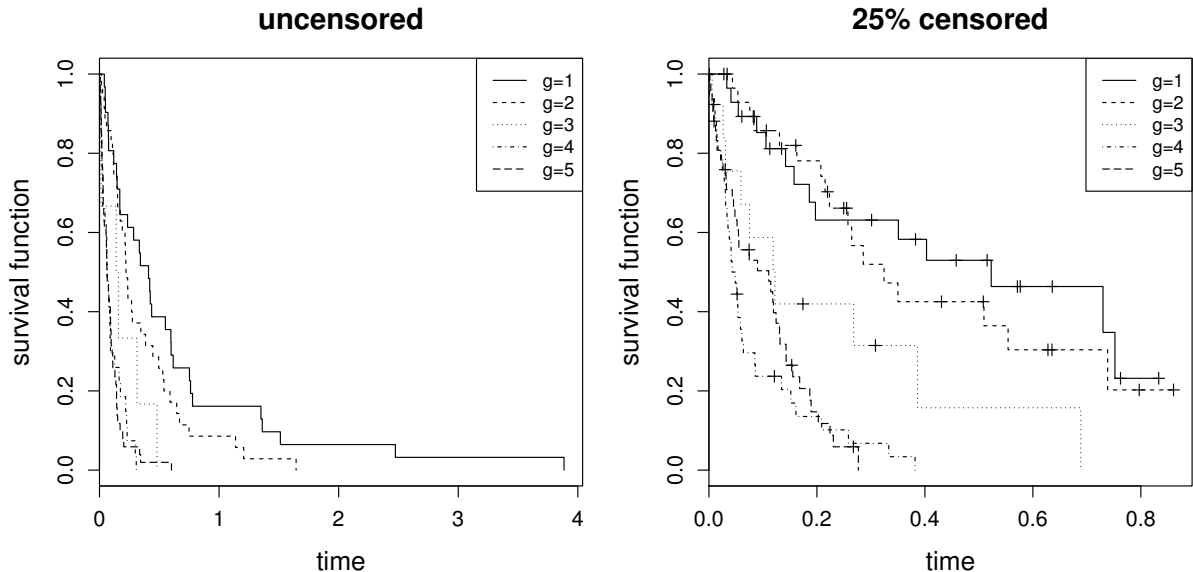 uncensored
survival function
1.0
0.8
0.6
0.4
0.2
0.0
g=1
g=2
g=3
g=4
g=5
0
1
2
3
4
time
25% censored
survival function
1.0
0.8
0.6
0.4
0.2
0.0
g=1
g=2
g=3
g=4
g=5
0.0
0.2
0.4
0.6
0.8
time